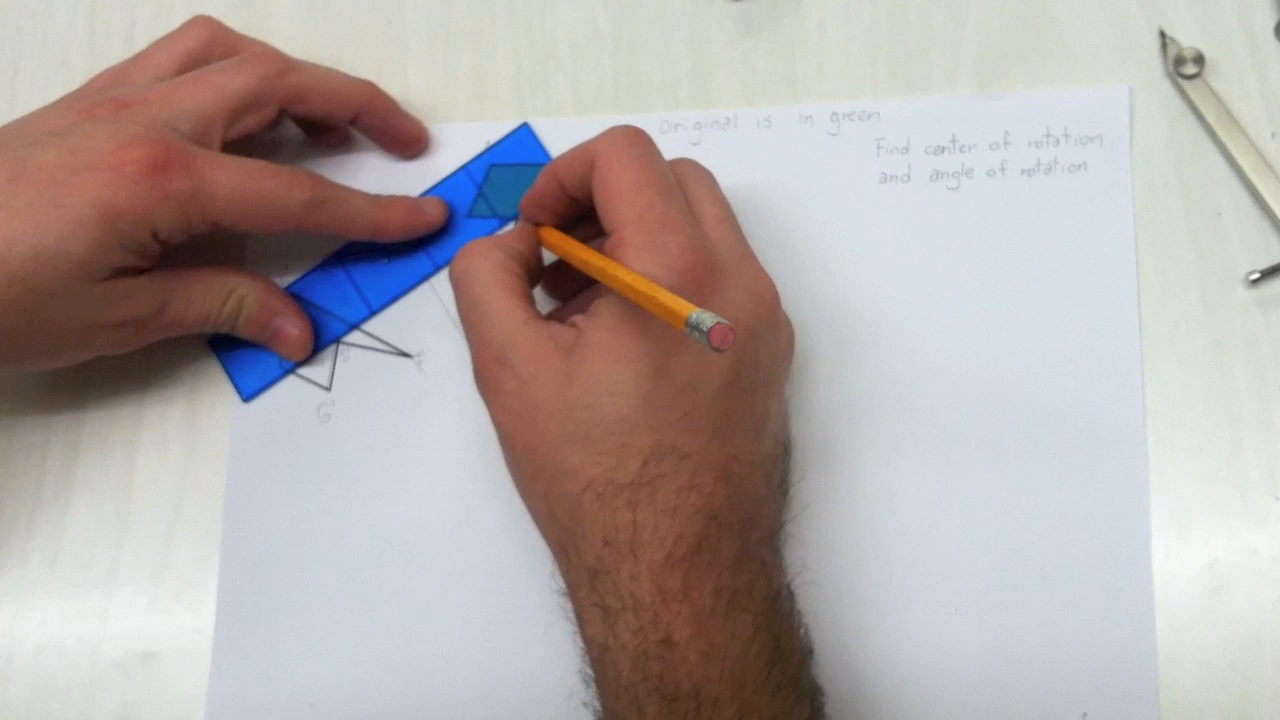 Original is in green
Find center of rotation
and angle of rotation
G'